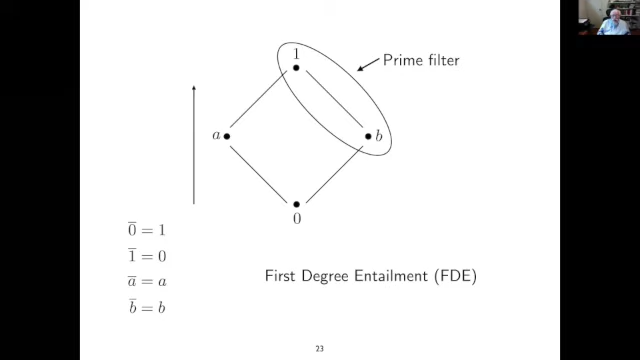 1
Prime filter
a
b
0
0̅ = 1
1̅ = 0
a̅ = a
b̅ = b
First Degree Entailment (FDE)
23